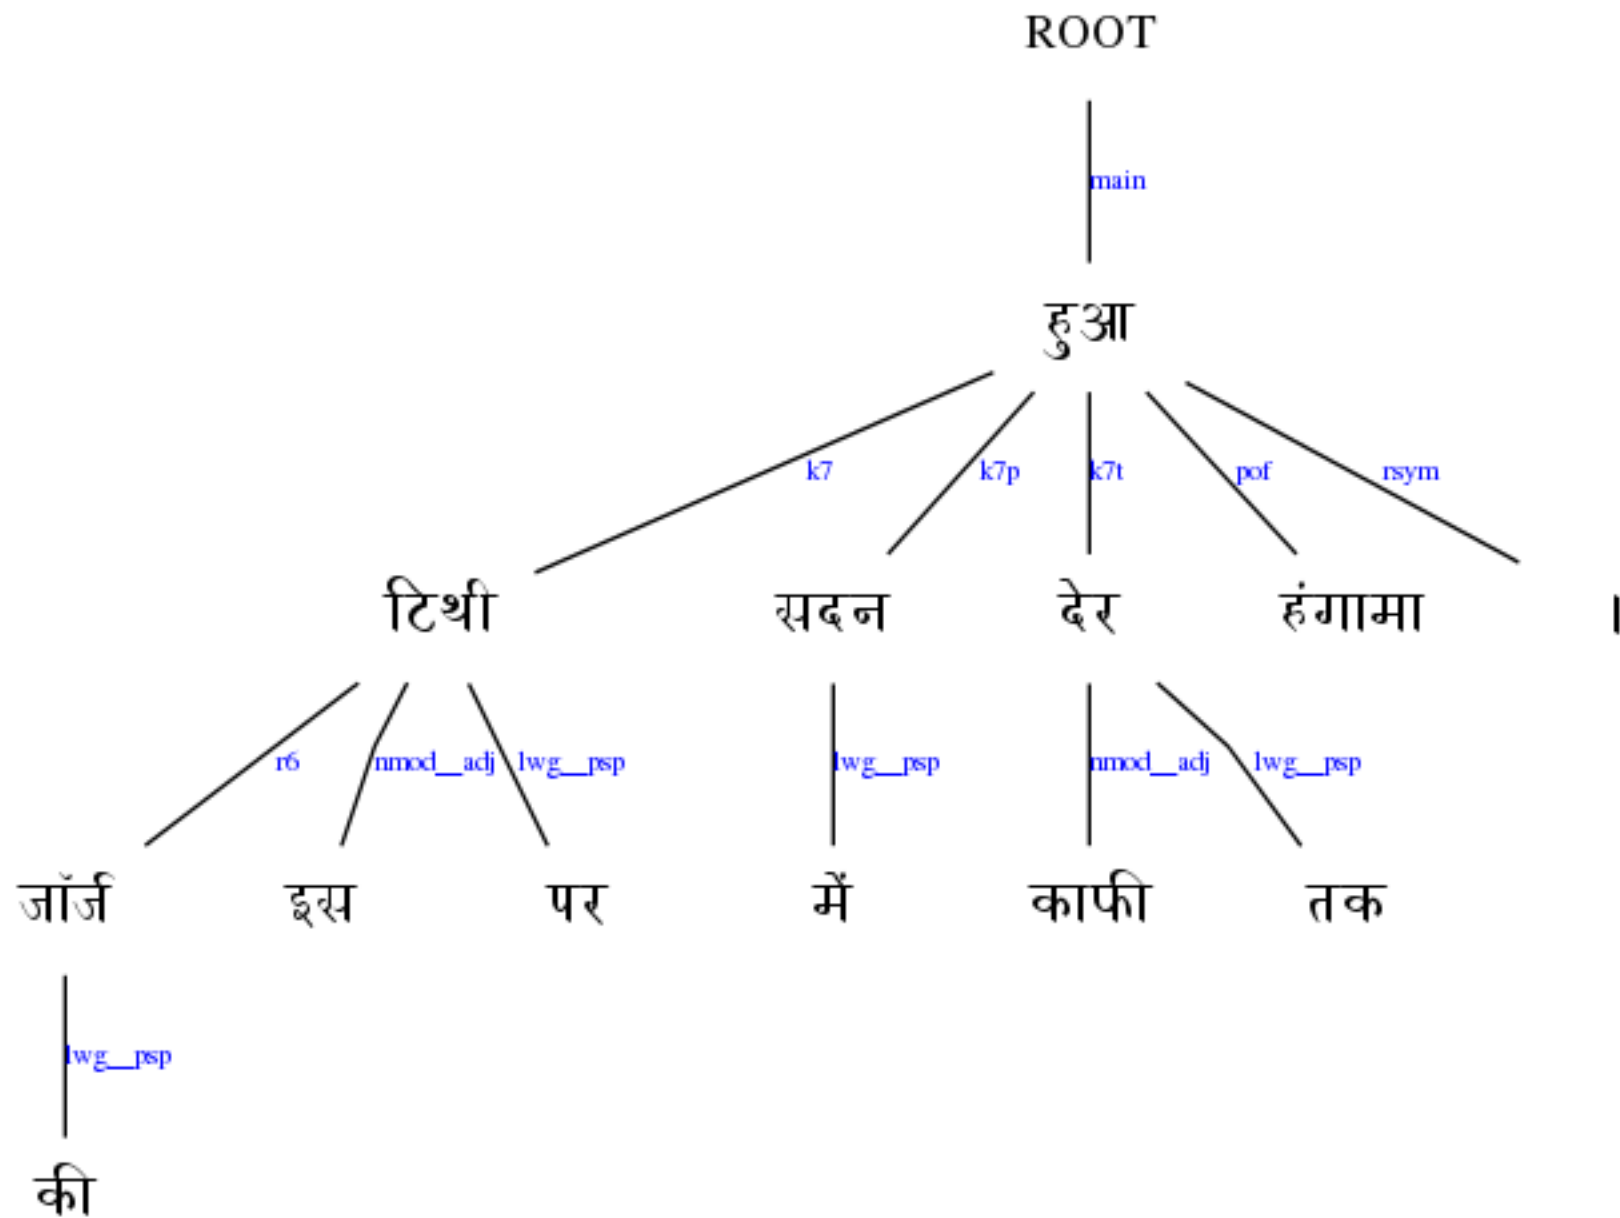 ROOT
main
हुआ
k7 k7p k7t pof rsym
टिथी सदन देर हंगामा ।
r6 nmod__adj lwg__psp lwg__psp nmod__adj lwg__psp
जॉर्ज इस पर में काफी तक
lwg__psp
की